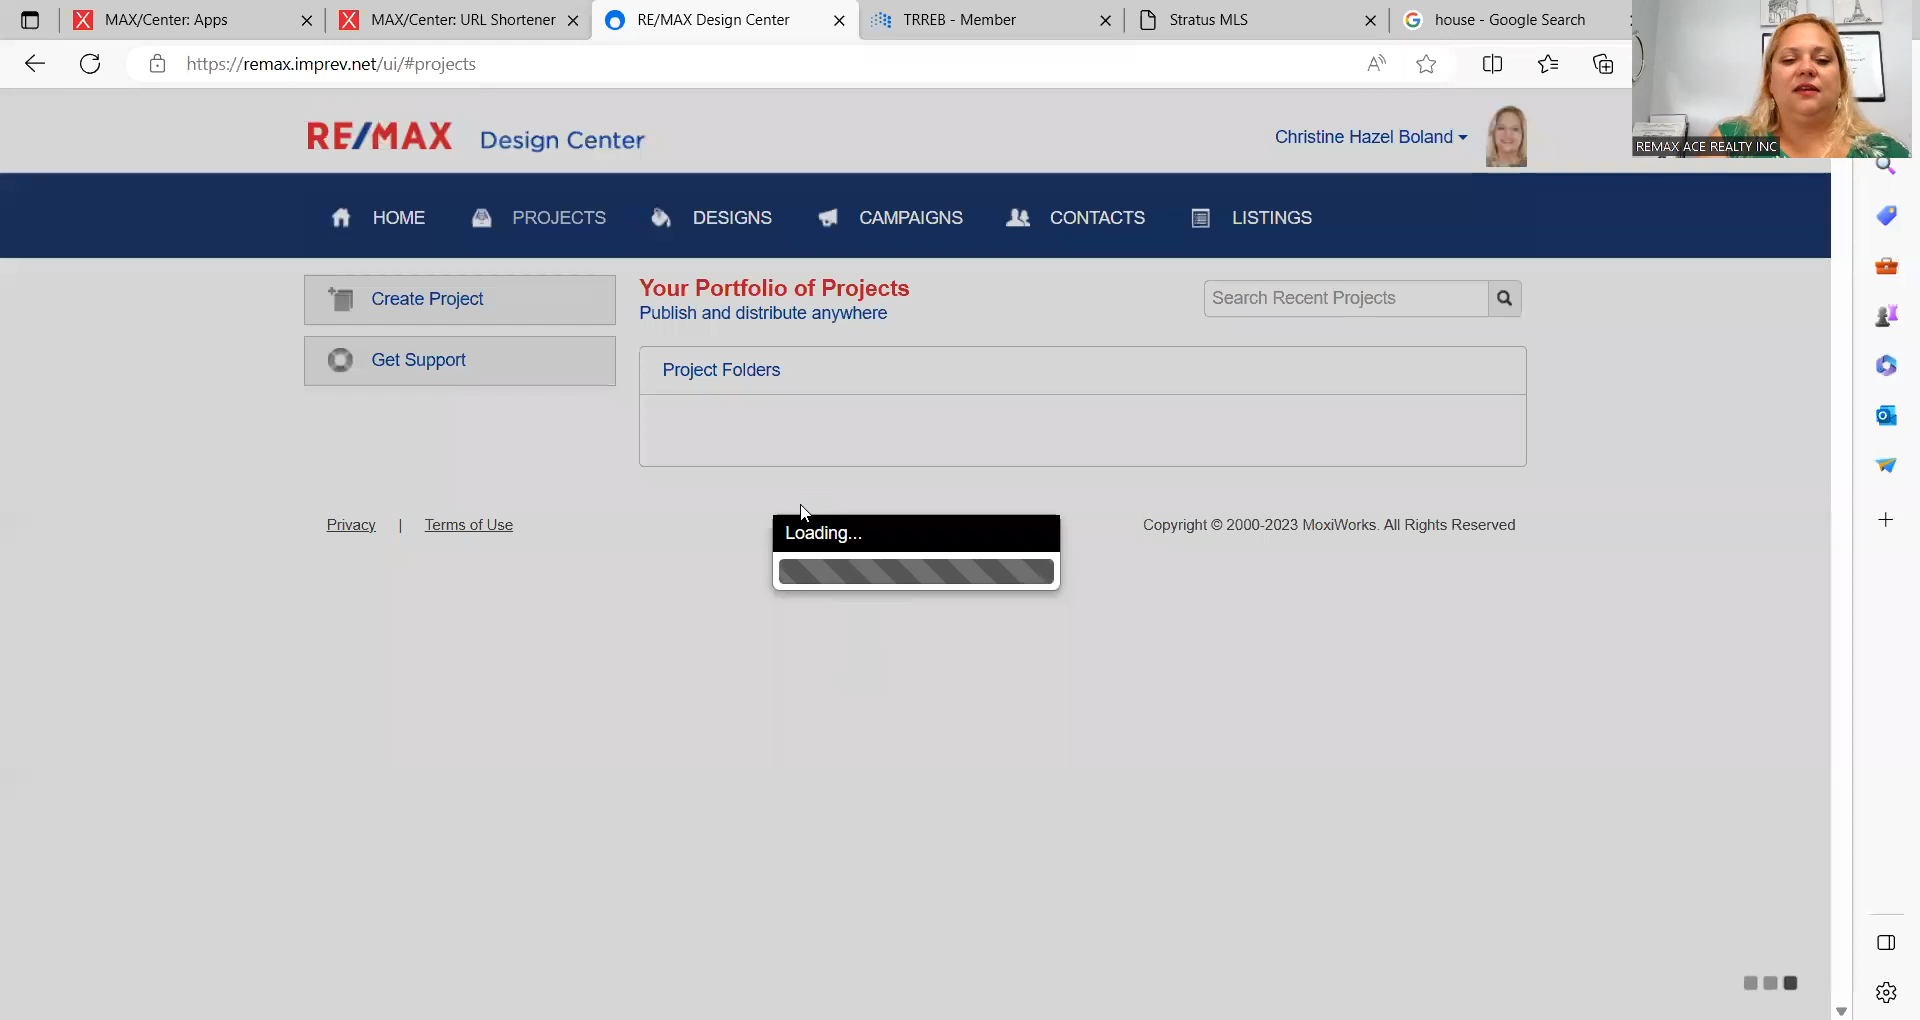 MAX/Center: Apps
MAX/Center: URL Shortener
RE/MAX Design Center
TRREB - Member
Stratus MLS
house - Google Search
https://remax.imprev.net/ui/#projects
REMAX ACE REALTY INC
RE/MAX Design Center
Christine Hazel Boland
HOME
PROJECTS
DESIGNS
CAMPAIGNS
CONTACTS
LISTINGS
Create Project
Get Support
Your Portfolio of Projects
Publish and distribute anywhere
Search Recent Projects
Project Folders
Loading...
Privacy | Terms of Use
Copyright © 2000-2023 MoxiWorks. All Rights Reserved